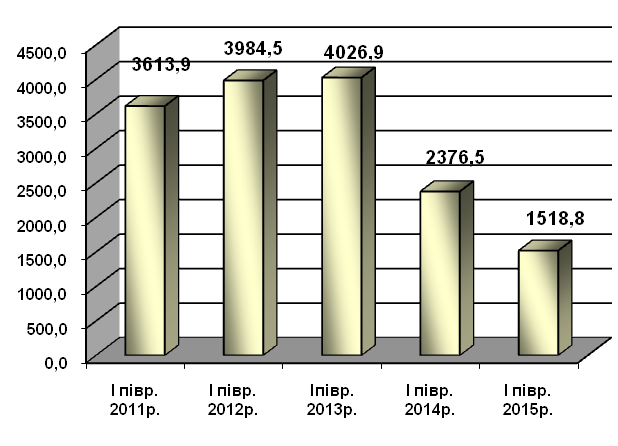 4500,0
4000,0
3500,0
3000,0
2500,0
2000,0
1500,0
1000,0
500,0
0,0
3613,9
3984,5
4026,9
2376,5
1518,8
І півр.
2011р.
І півр.
2012р.
Іпівр.
2013р.
І півр.
2014р.
І півр.
2015р.